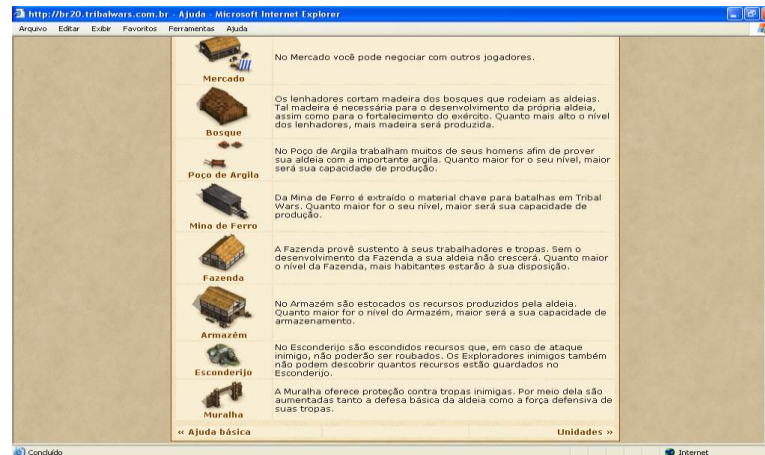 http://br20.tribalwars.com.br - Ajuda - Microsoft Internet Explorer
Arquivo Editar Exibir Favoritos Ferramentas Ajuda
No Mercado você pode negociar com outros jogadores.
Mercado
Os lenhadores cortam madeira dos bosques que rodeiam as aldeias.
Tal madeira é necessária para o desenvolvimento da própria aldeia,
assim como para o fortalecimento do exército. Quanto mais alto o nível
dos lenhadores, mais madeira será produzida.
Bosque
No Poço de Argila trabalham muitos de seus homens afim de prover
sua aldeia com a importante argila. Quanto maior for o seu nível, maior
será sua capacidade de produção.
Poço de Argila
Da Mina de Ferro é extraído o material chave para batalhas em Tribal
Wars. Quanto maior for o seu nível, maior será sua capacidade de
produção.
Mina de Ferro
A Fazenda provê sustento à seus trabalhadores e tropas. Sem o
desenvolvimento da Fazenda a sua aldeia não crescerá. Quanto maior
o nível da Fazenda, mais habitantes estarão à sua disposição.
Fazenda
No Armazém são estocados os recursos produzidos pela aldeia.
Quanto maior for o nível do Armazém, maior será a sua capacidade de
armazenamento.
Armazém
No Esconderijo são escondidos recursos que, em caso de ataque
inimigo, não poderão ser roubados. Os Exploradores inimigos também
não podem descobrir quantos recursos estão guardados no
Esconderijo.
Esconderijo
A Muralha oferece proteção contra tropas inimigas. Por meio dela são
aumentadas tanto a defesa básica da aldeia como a força defensiva de
suas tropas.
Muralha
« Ajuda básica
Unidades »
Concluído
Internet